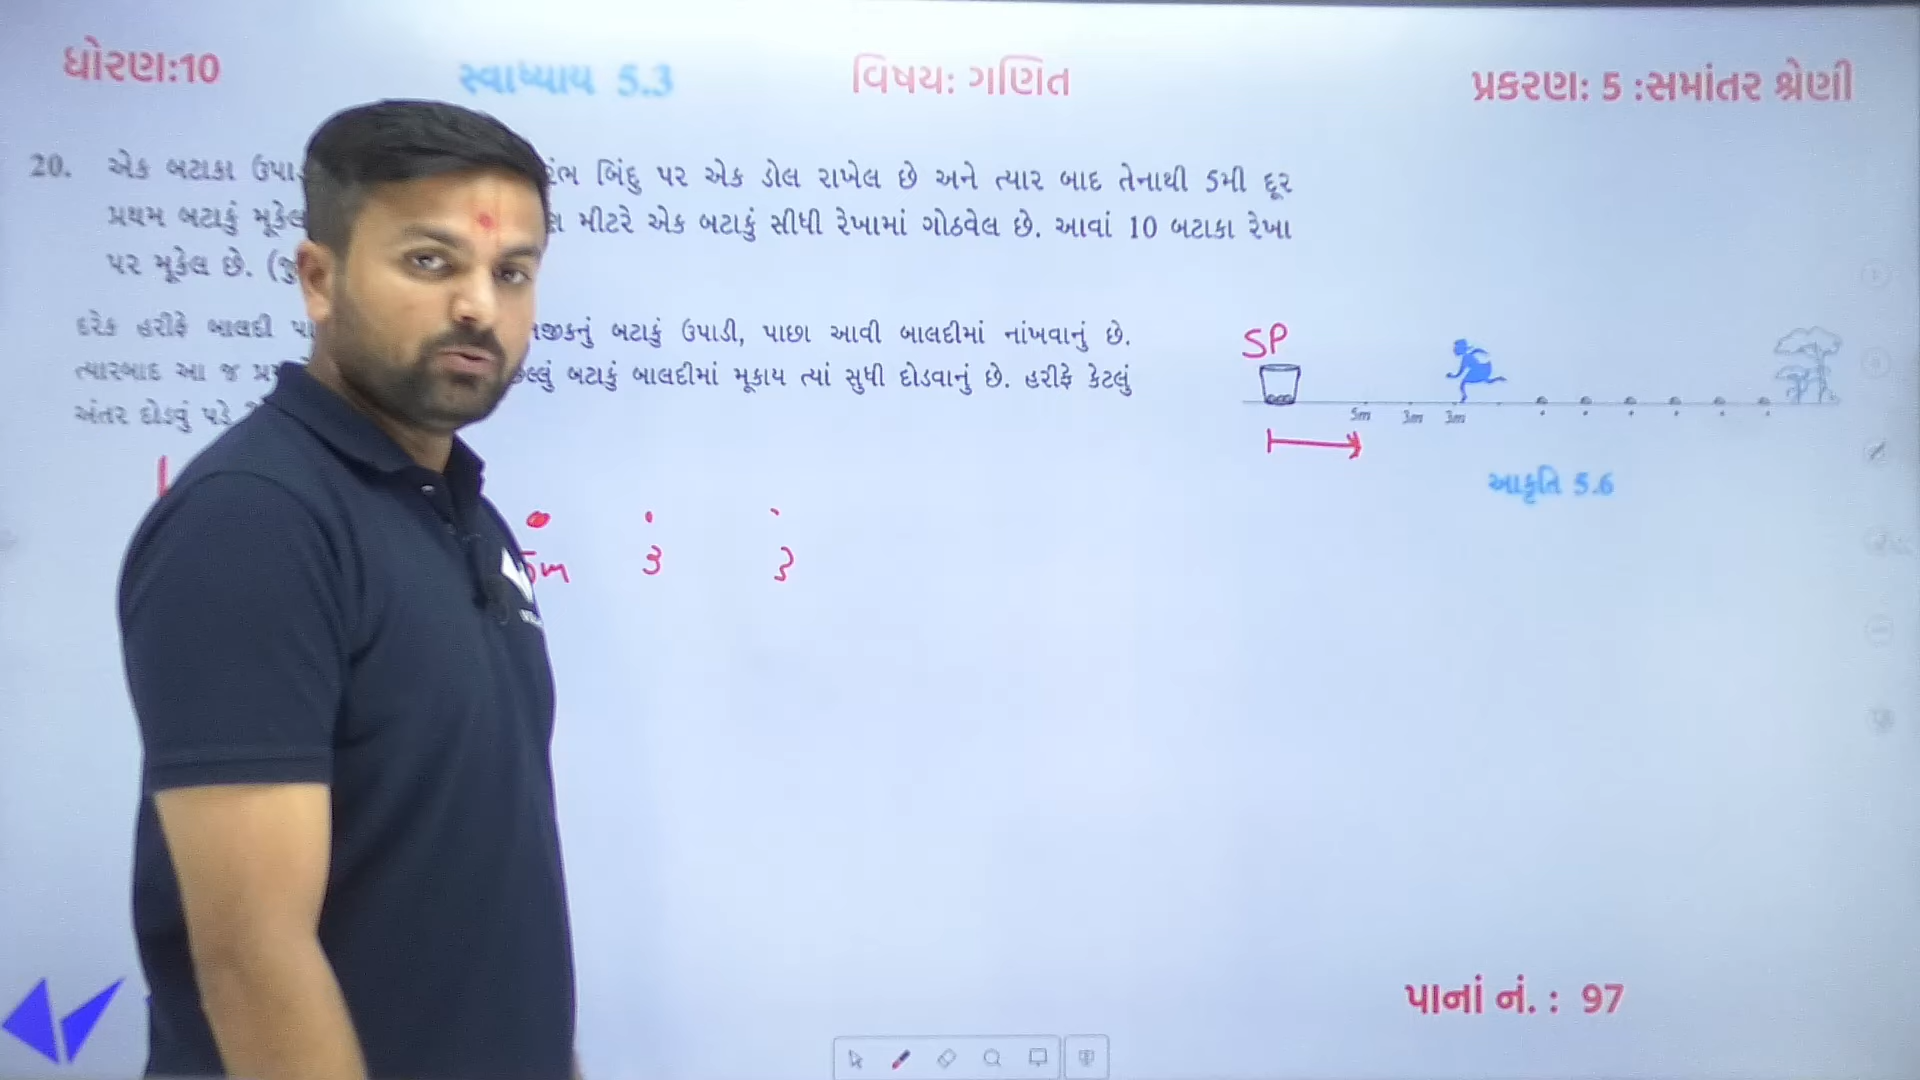 ધોરણ:10
સ્વાધ્યાય 5.3
વિષય: ગણિત
પ્રકરણ: 5 :સમાંતર શ્રેણી
20. એક બટાકા બિંદુ પર એક ડોલ રાખેલ છે અને ત્યાર બાદ તેનાથી 5મી દૂર
પ્રથમ બટાકું મીટરે એક બટાકું સીધી રેખામાં ગોઠવેલ છે. આવાં 10 બટાકા રેખા
પર મૂકેલ છે.
દરેક હરીફે બાલદી બટાકું ઉપાડી, પાછા આવી બાલદીમાં નાંખવાનું છે.
ત્યારબાદ આ જ બટાકું બાલદીમાં મૂકાય ત્યાં સુધી દોડવાનું છે. હરીફે કેટલું
અંતર દોડવું પડે
SP
5m 3m 3m
આકૃતિ 5.6
5m 3 3
પાનાં નં. : 97